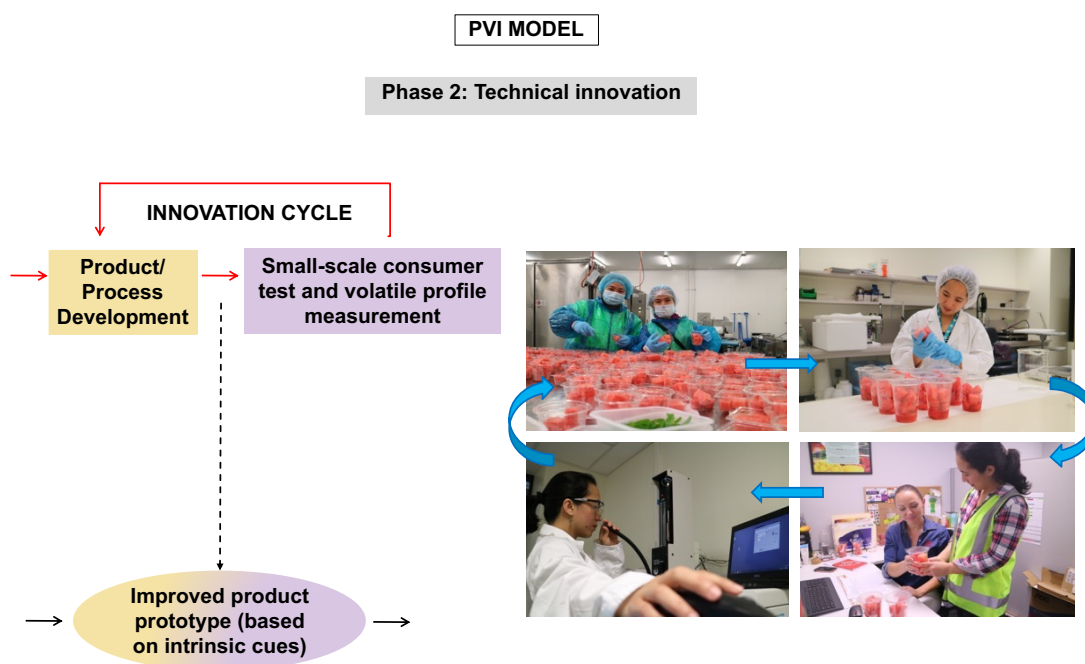 PVI MODEL
Phase 2: Technical innovation
INNOVATION CYCLE
Product/
Process
Development
Small-scale consumer
test and volatile profile
measurement
Improved product
prototype (based
on intrinsic cues)